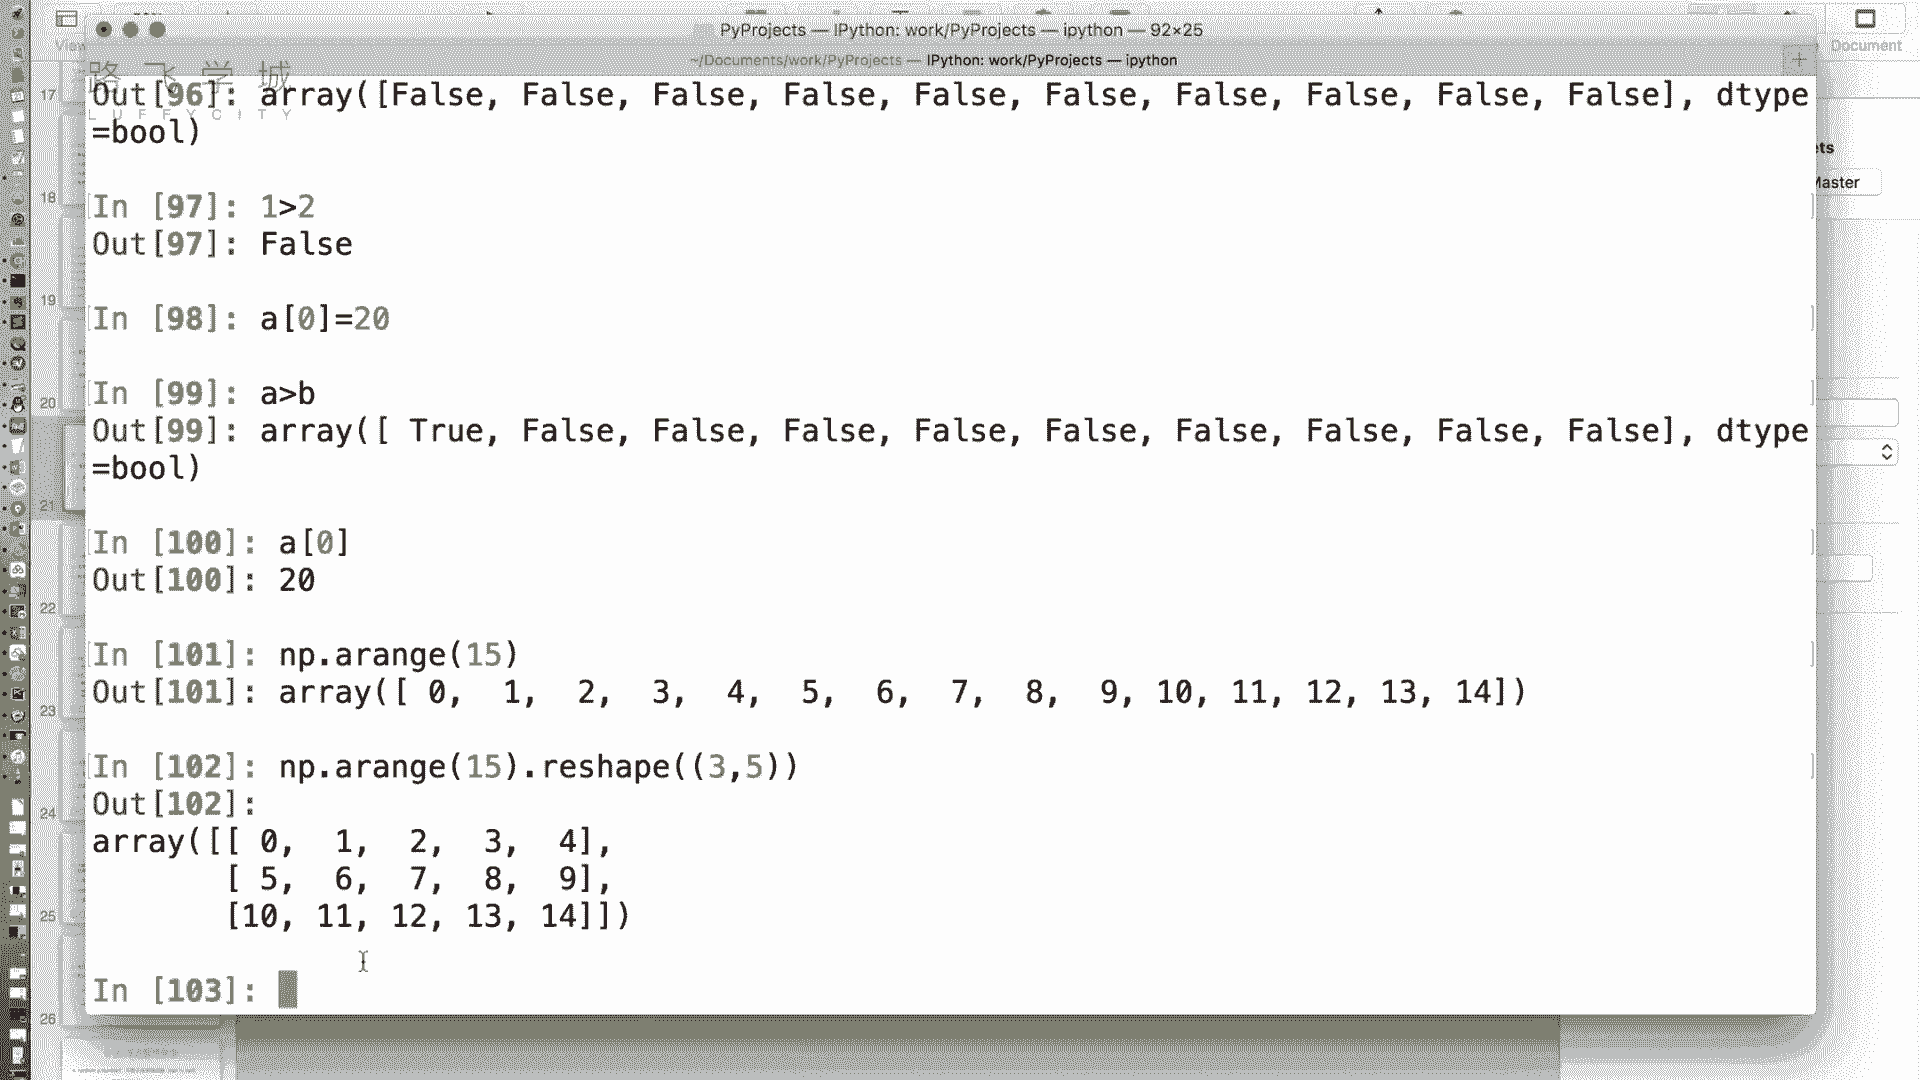 PyProjects — IPython: work/PyProjects — ipython — 92×25
Document
~/Documents/work/PyProjects — IPython: work/PyProjects — ipython
路飞学城
LUFFYCITY
Out[96]: array([False, False, False, False, False, False, False, False, False, False], dtype
=bool)
In [97]: 1>2
Out[97]: False
In [98]: a[0]=20
In [99]: a>b
Out[99]: array([ True, False, False, False, False, False, False, False, False, False], dtype
=bool)
In [100]: a[0]
Out[100]: 20
In [101]: np.arange(15)
Out[101]: array([ 0,  1,  2,  3,  4,  5,  6,  7,  8,  9, 10, 11, 12, 13, 14])
In [102]: np.arange(15).reshape((3,5))
Out[102]:
array([[ 0,  1,  2,  3,  4],
       [ 5,  6,  7,  8,  9],
       [10, 11, 12, 13, 14]])
In [103]:
17
18
19
20
21
22
23
24
25
26